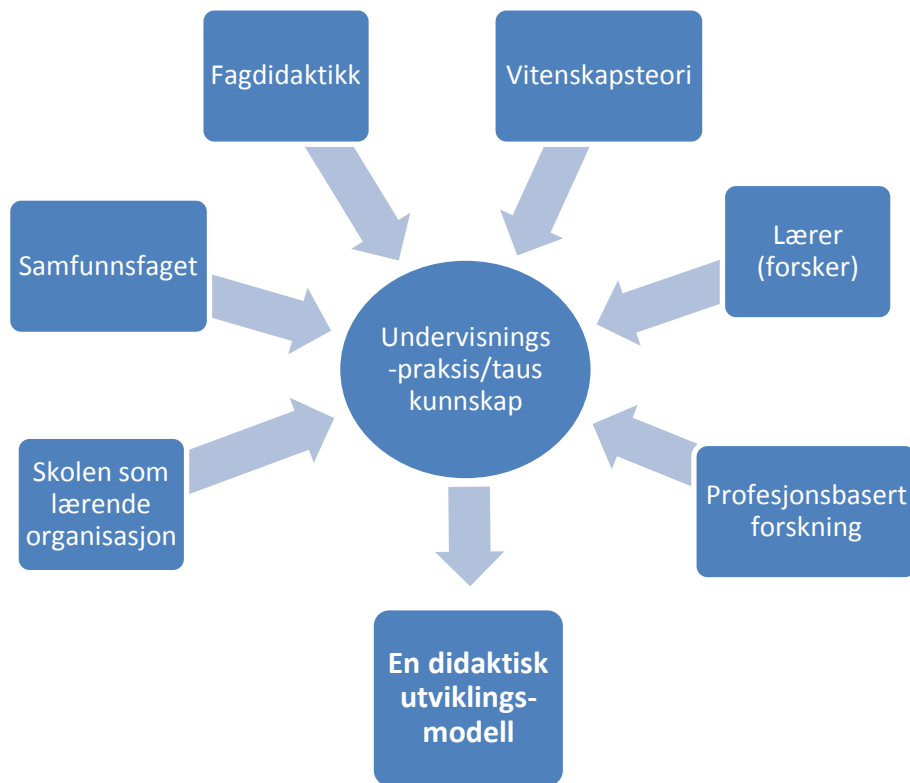 Fagdidaktikk
Vitenskapsteori
Samfunnsfaget
Lærer
(forsker)
Undervisnings
-praksis/taus
kunnskap
Skolen som
lærende
organisasjon
Profesjonsbasert
forskning
En didaktisk
utviklings-
modell